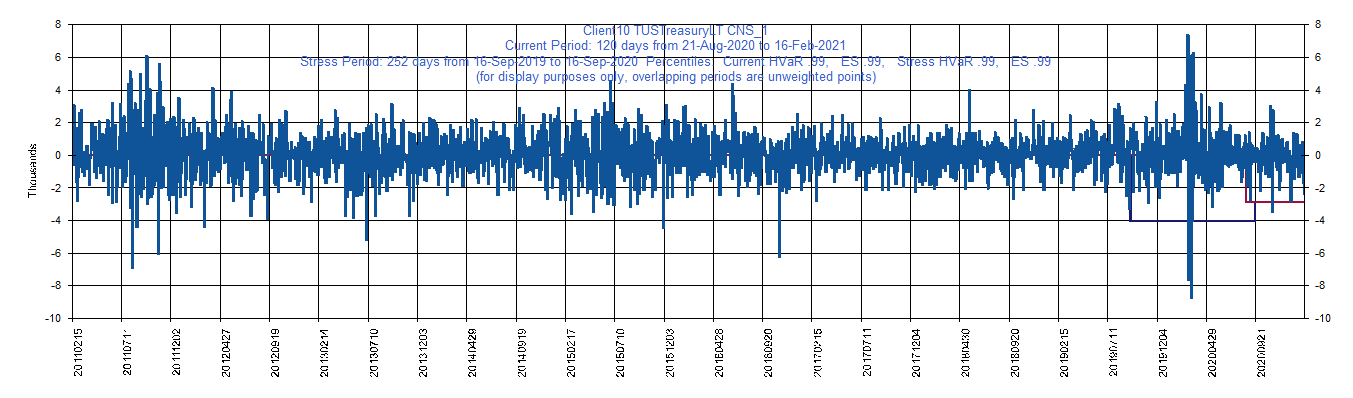 Client10 TUSTreasuryLT CNS_1
Current Period: 120 days from 21-Aug-2020 to 16-Feb-2021
Stress Period: 252 days from 16-Sep-2019 to 16-Sep-2020 Percentiles: Current HVaR .99, ES .99, Stress HVaR .99, ES .99
(for display purposes only, overlapping periods are unweighted points)
8 8
6 6
4 4
2 2
0 0
-2 -2
-4 -4
-6 -6
-8 -8
-10 -10
Thousands
20110215 20110711 20111202 20120427 20120919 20130214 20130710 20131203 20140429 20140919 20150217 20150710 20151203 20160428 20160920 20170215 20170711 20171204 20180430 20180920 20190215 20190711 20191204 20200429 20200921